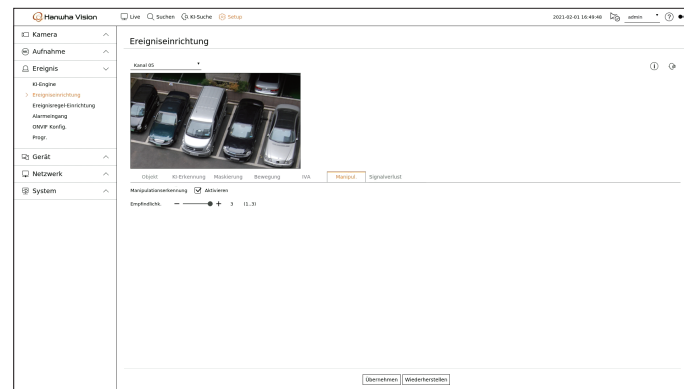 Hanwha Vision
Live Suchen KI-Suche Setup
2021-02-01 16:49:48 admin
Kamera
Aufnahme
Ereignis
KI-Engine
Ereigniseinrichtung
Ereignisregel-Einrichtung
Alarmeingang
ONVIF Konfig.
Progr.
Gerät
Netzwerk
System
Ereigniseinrichtung
Kanal 05
Objekt KI-Erkennung Maskierung Bewegung IVA Manipul. Signalverlust
Manipulationserkennung Aktivieren
Empfindlichk. 3 (1..3)
Übernehmen Wiederherstellen